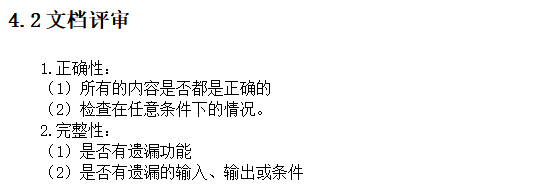 4.2 文档评审
1.正确性：
（1）所有的内容是否都是正确的
（2）检查在任意条件下的情况。
2.完整性：
（1）是否有遗漏功能
（2）是否有遗漏的输入、输出或条件